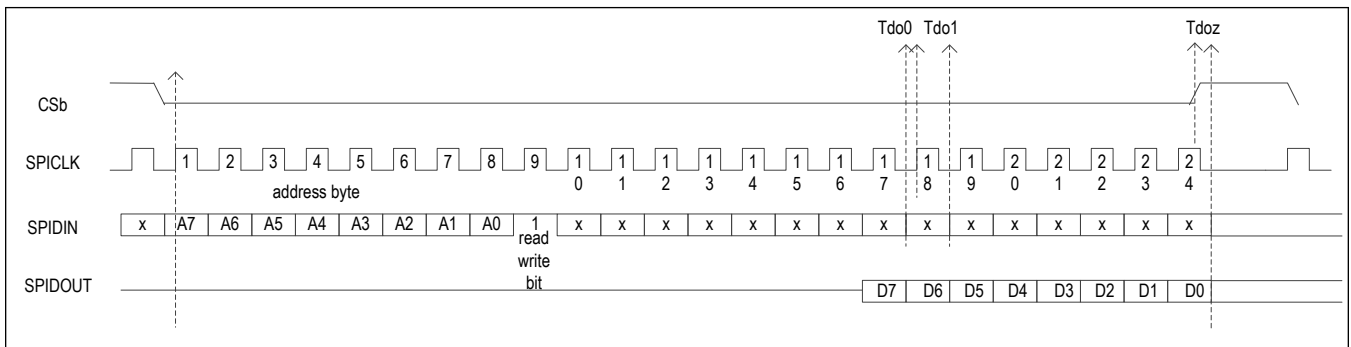 Tdo0 Tdo1 Tdoz
CSb
SPICLK 1 2 3 4 5 6 7 8 9 1 1 1 1 1 1 1 1 1 1 2 2 2 2 2
0 1 2 3 4 5 6 7 8 9 0 1 2 3 4
address byte
SPIDIN x A7 A6 A5 A4 A3 A2 A1 A0 1 x x x x x x x x x x x x x x x
read
write
bit
SPIDOUT D7 D6 D5 D4 D3 D2 D1 D0